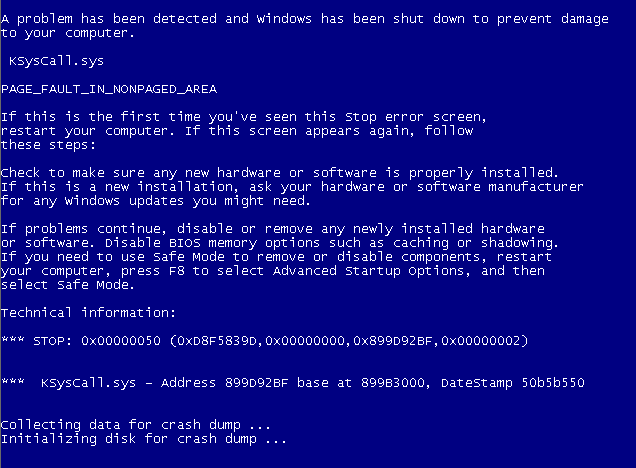 A problem has been detected and Windows has been shut down to prevent damage
to your computer.
KSysCall.sys
PAGE_FAULT_IN_NONPAGED_AREA
If this is the first time you've seen this Stop error screen,
restart your computer. If this screen appears again, follow
these steps:
Check to make sure any new hardware or software is properly installed.
If this is a new installation, ask your hardware or software manufacturer
for any Windows updates you might need.
If problems continue, disable or remove any newly installed hardware
or software. Disable BIOS memory options such as caching or shadowing.
If you need to use Safe Mode to remove or disable components, restart
your computer, press F8 to select Advanced Startup Options, and then
select Safe Mode.
Technical information:
*** STOP: 0x00000050 (0xD8F5839D,0x00000000,0x899D92BF,0x00000002)
***  KSysCall.sys - Address 899D92BF base at 899B3000, DateStamp 50b5b550
Collecting data for crash dump ...
Initializing disk for crash dump ...